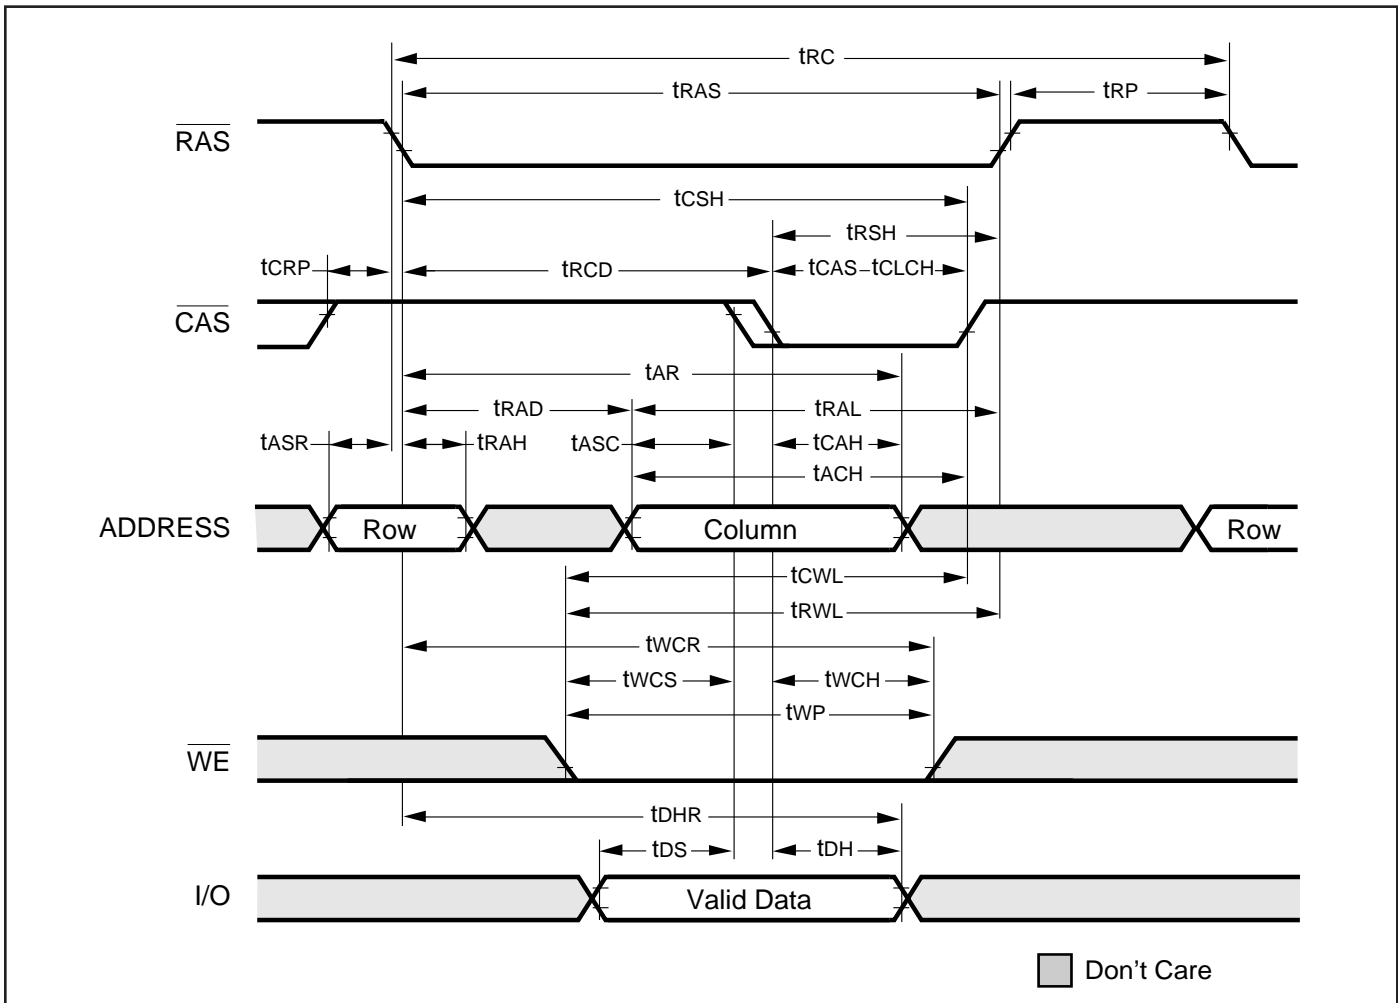 tRC
tRAS
tRP
RAS
tCSH
tRSH
tCRP
tRCD
tCAS tCLCH
CAS
tAR
tRAD
tRAL
tASR
tRAH
tASC
tCAH
tACH
ADDRESS
Row
Column
Row
tCWL
tRWL
tWCR
tWCS
tWCH
tWP
WE
tDHR
tDS
tDH
I/O
Valid Data
Don't Care